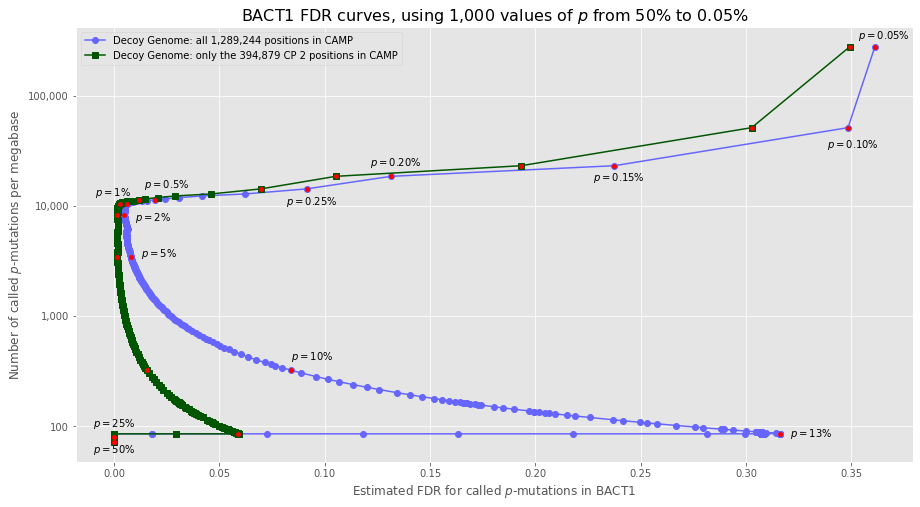 BACT1 FDR curves, using 1,000 values of p from 50% to 0.05%
Decoy Genome: all 1,289,244 positions in CAMP
Decoy Genome: only the 394,879 CP 2 positions in CAMP
p = 0.05%
p = 0.10%
p = 0.20%
p = 0.15%
p = 0.25%
p = 0.5%
p = 1%
p = 2%
p = 5%
p = 10%
p = 25%
p = 13%
p = 50%
Number of called p-mutations per megabase
100,000
10,000
1,000
100
0.00 0.05 0.10 0.15 0.20 0.25 0.30 0.35
Estimated FDR for called p-mutations in BACT1